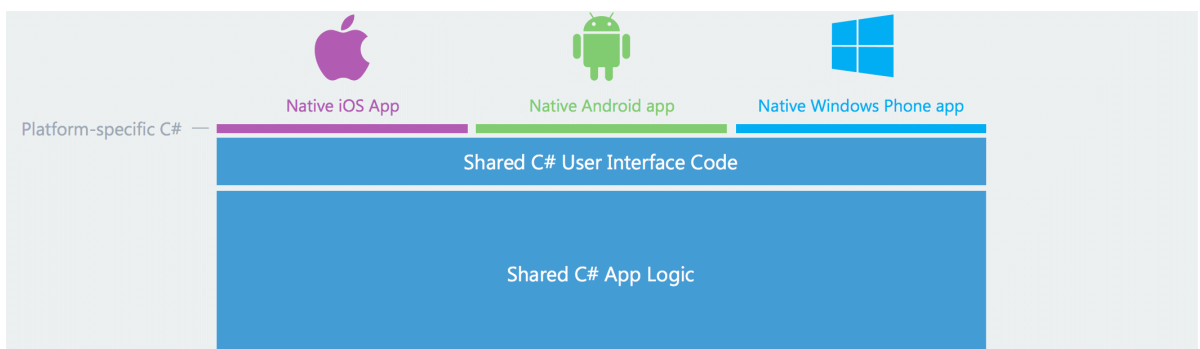 Native iOS App
Native Android app
Native Windows Phone app
Platform-specific C#
Shared C# User Interface Code
Shared C# App Logic